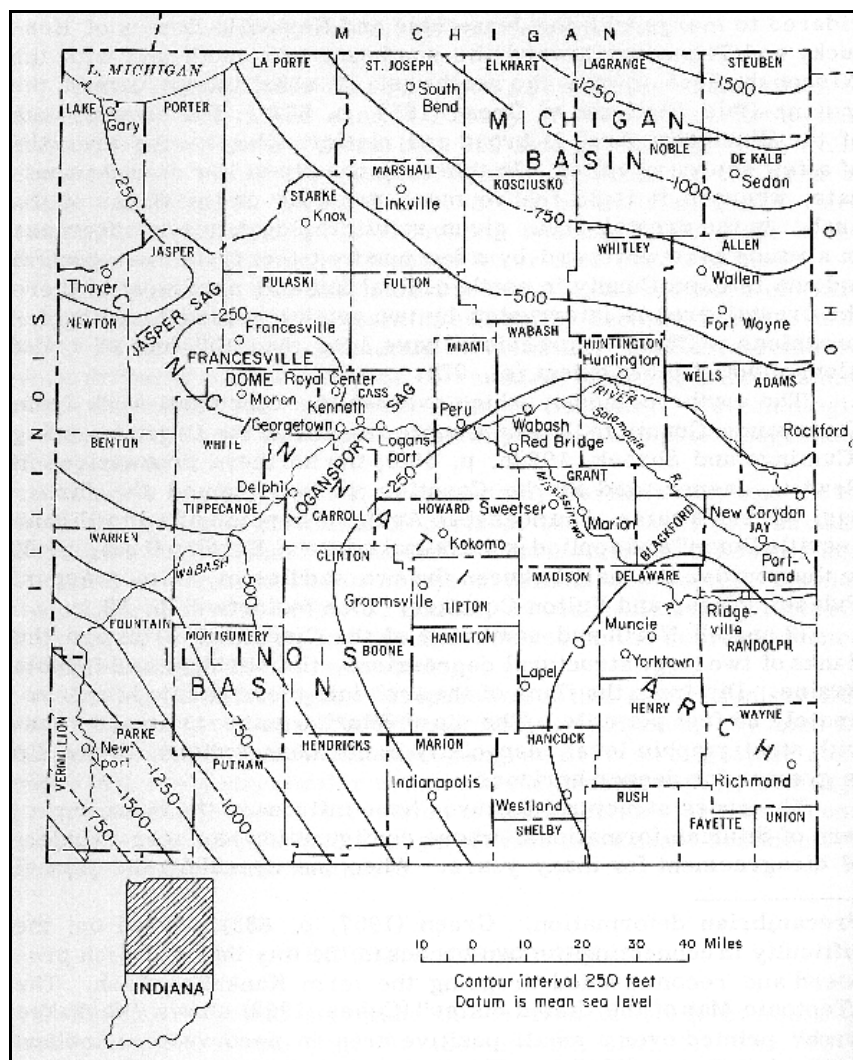 M I C H I G A N
L. MICHIGAN
LA PORTE
ST. JOSEPH
ELKHART
LAGRANGE
STEUBEN
LAKE
Gary
PORTER
South Bend
-1250
-1500
MICHIGAN
BASIN
NOBLE
DE KALB
Sedan
MARSHALL
Linkville
KOSCIUSKO
-1000
STARKE
Knox
-250
-750
WHITLEY
ALLEN
JASPER
Thayer
PULASKI
FULTON
Wallen
NEWTON
JASPER SAG
-250
Francesville
-500
WABASH
Fort Wayne
MIAMI
HUNTINGTON
Huntington
FRANCESVILLE
DOME
Royal Center
CASS
WELLS
ADAMS
Monon
Kenneth
Georgetown
Logansport
LOGANSPORT SAG
Peru
Wabash
Red Bridge
RIVER
Salamonia
R.
Rockford
BENTON
WHITE
Delphi
-250
GRANT
TIPPECANOE
CARROLL
HOWARD
Sweetser
Mississinewa
Marion
BLACKFORD
New Corydon
JAY
Portland
WARREN
WABASH
CLINTON
Kokomo
MADISON
DELAWARE
R.
FOUNTAIN
Groomsville
TIPTON
MONTGOMERY
BOONE
HAMILTON
Muncie
Ridgeville
RANDOLPH
Yorktown
ILLINOIS
BASIN
Lapel
HENRY
CINCINNATI ARCH
WAYNE
VERMILLION
PARKE
Newport
PUTNAM
HENDRICKS
MARION
HANCOCK
-750
-1000
-1250
-1500
-1750
Indianapolis
Westland
RUSH
Richmond
SHELBY
FAYETTE
UNION
ILLINOIS
OHIO
INDIANA
10 0 10 20 30 40 Miles
Contour interval 250 feet
Datum is mean sea level